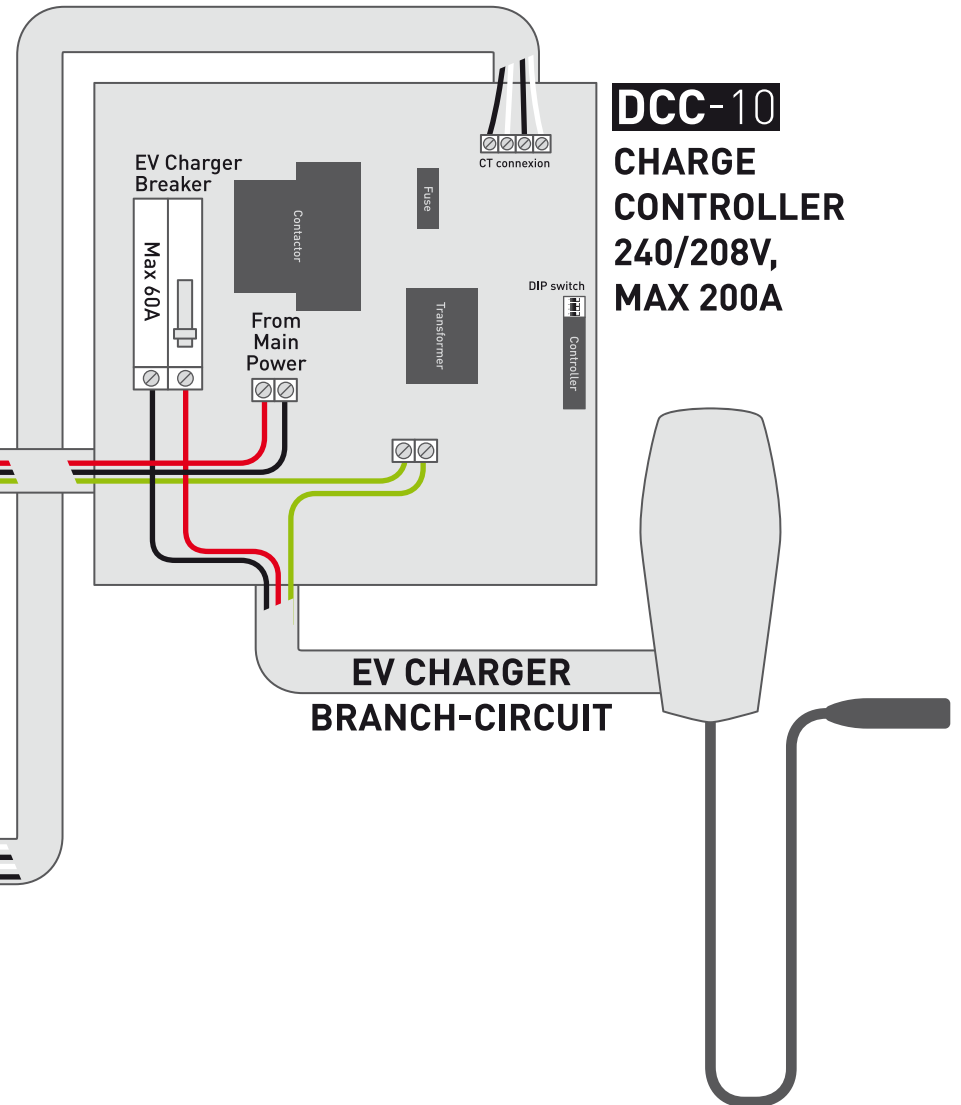 DCC-10
CHARGE
CONTROLLER
240/208V,
MAX 200A
CT connexion
EV Charger
Breaker
Max 60A
Contactor
Fuse
DIP switch
Controller
Transformer
From
Main
Power
EV CHARGER
BRANCH-CIRCUIT